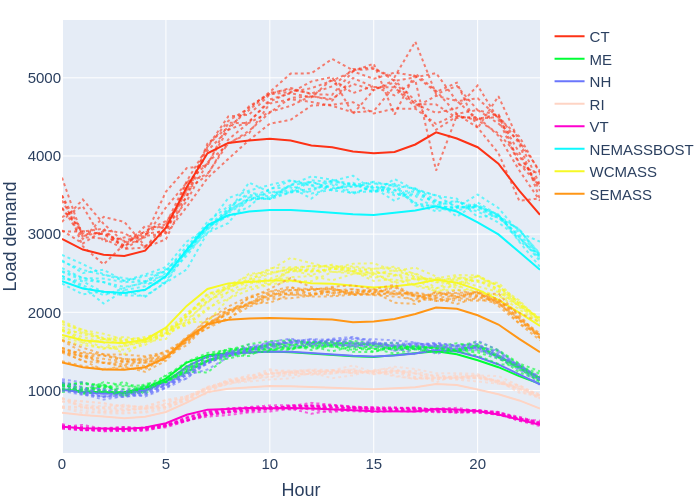 5000
4000
3000
2000
1000
0
5
10
15
20
Load demand
Hour
CT
ME
NH
RI
VT
NEMASSBOST
WCMASS
SEMASS